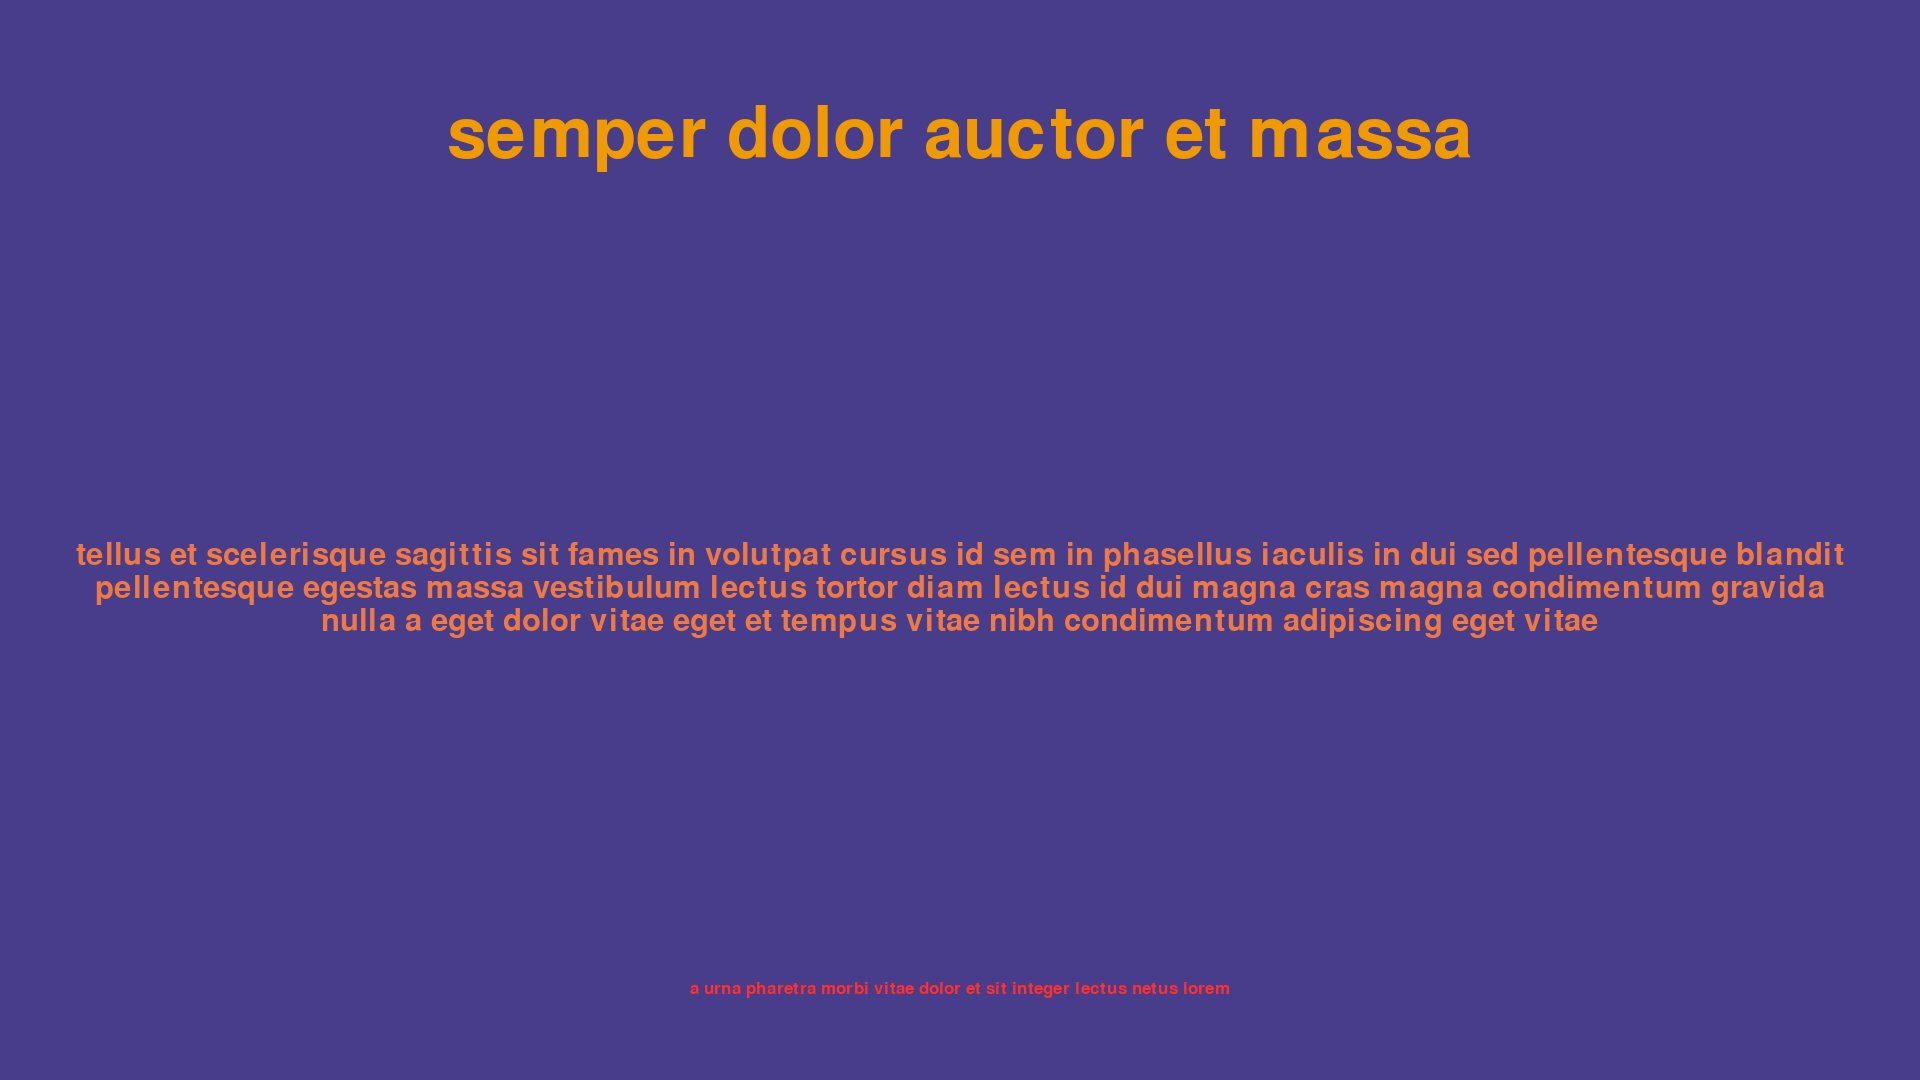 semper dolor auctor et massa
tellus et scelerisque sagittis sit fames in volutpat cursus id sem in phasellus iaculis in dui sed pellentesque blandit
pellentesque egestas massa vestibulum lectus tortor diam lectus id dui magna cras magna condimentum gravida
nulla a eget dolor vitae eget et tempus vitae nibh condimentum adipiscing eget vitae
a urna pharetra morbi vitae dolor et sit integer lectus netus lorem